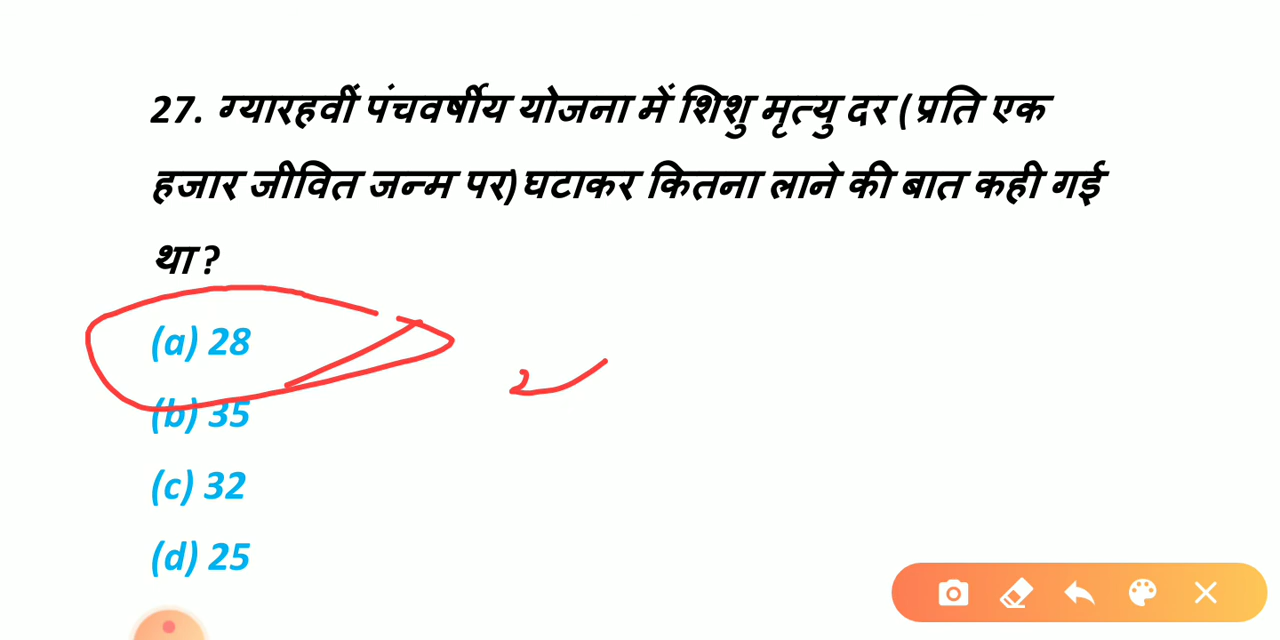 27. ग्यारहवीं पंचवर्षीय योजना में शिशु मृत्यु दर (प्रति एक
हजार जीवित जन्म पर) घटाकर कितना लाने की बात कही गई
था ?
(a) 28
(b) 35
(c) 32
(d) 25